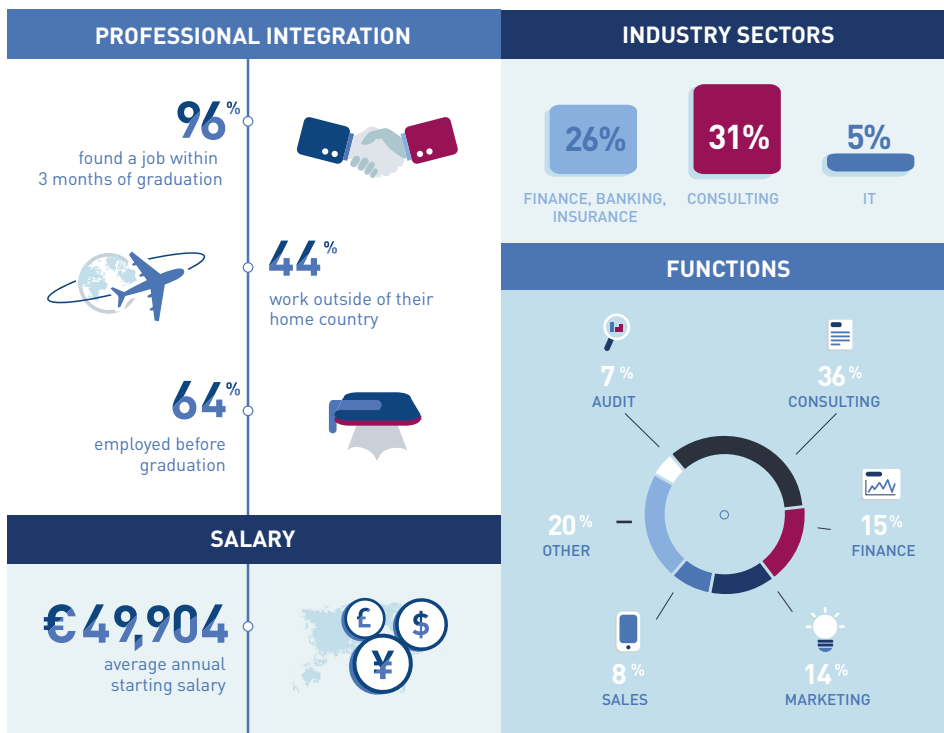 PROFESSIONAL INTEGRATION
96%
found a job within
3 months of graduation
44%
work outside of their
home country
64%
employed before
graduation
SALARY
€49,904
average annual
starting salary
£
$
¥
INDUSTRY SECTORS
26%
FINANCE, BANKING,
INSURANCE
31%
CONSULTING
5%
IT
FUNCTIONS
7%
AUDIT
36%
CONSULTING
20%
OTHER
15%
FINANCE
8%
SALES
14%
MARKETING